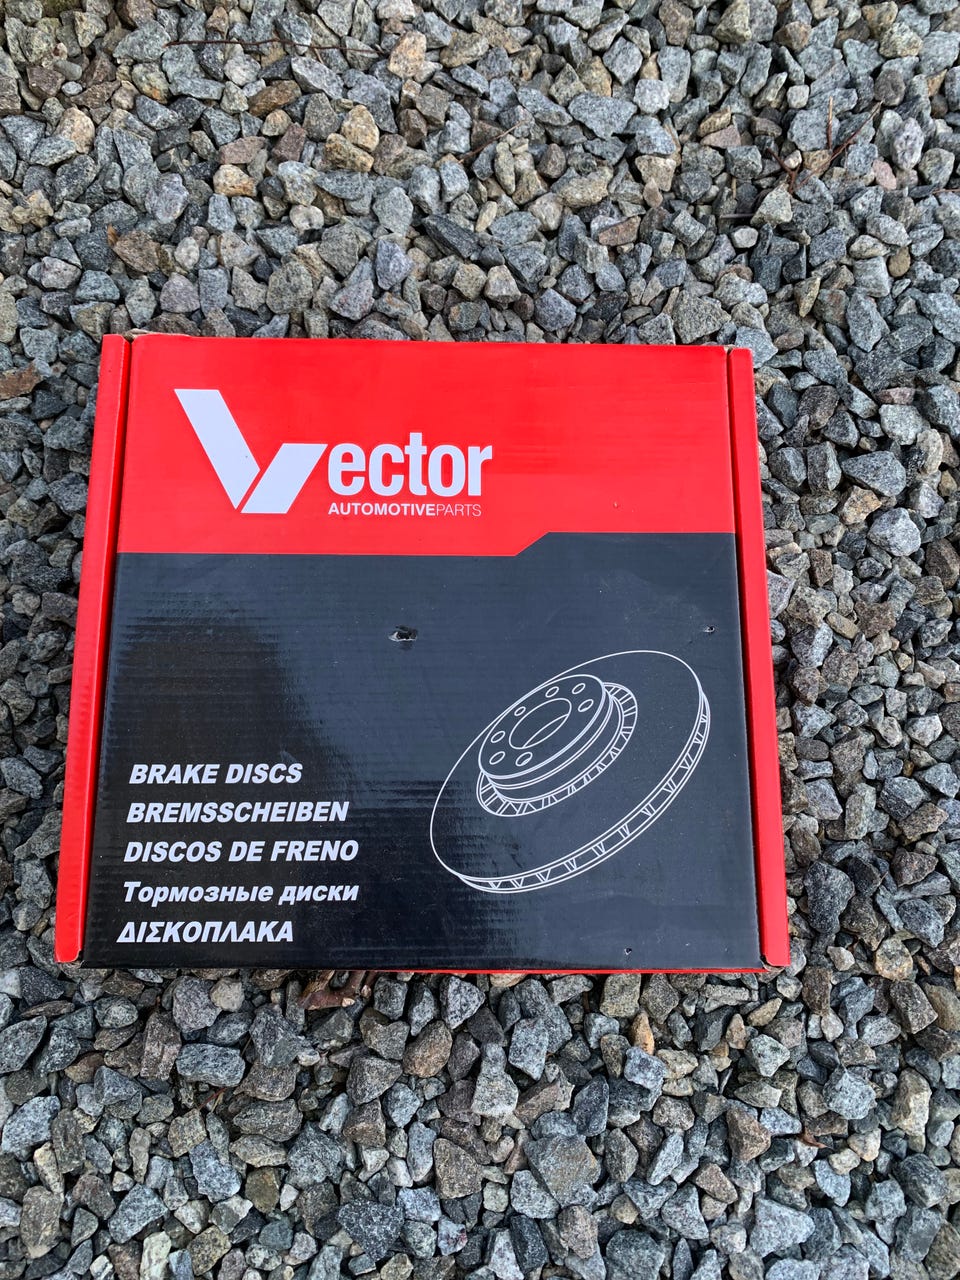 Vector
AUTOMOTIVEPARTS
BRAKE DISCS
BREMSSCHEIBEN
DISCOS DE FRENO
Тормозные диски
ΔΙΣΚΟΠΛΑΚΑ